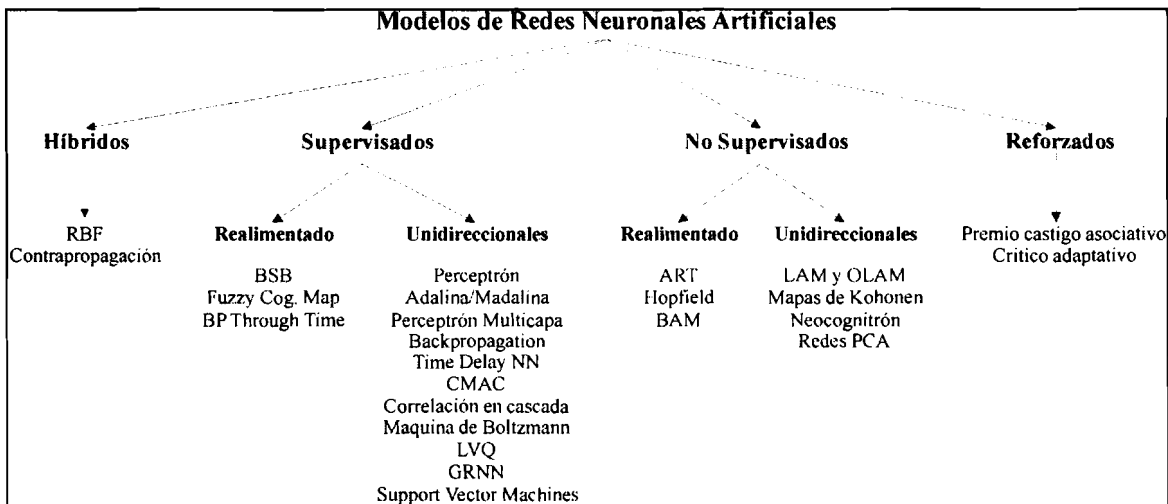 Modelos de Redes Neuronales Artificiales
Híbridos
Supervisados
No Supervisados
Reforzados
RBF
Contrapropagación
Realimentado
BSB
Fuzzy Cog. Map
BP Through Time
Unidireccionales
Perceptrón
Adalina/Madalina
Perceptrón Multicapa
Backpropagation
Time Delay NN
CMAC
Correlación en cascada
Maquina de Boltzmann
LVQ
GRNN
Support Vector Machines
Realimentado
ART
Hopfield
BAM
Unidireccionales
LAM y OLAM
Mapas de Kohonen
Neocognitrón
Redes PCA
Premio castigo asociativo
Critico adaptativo